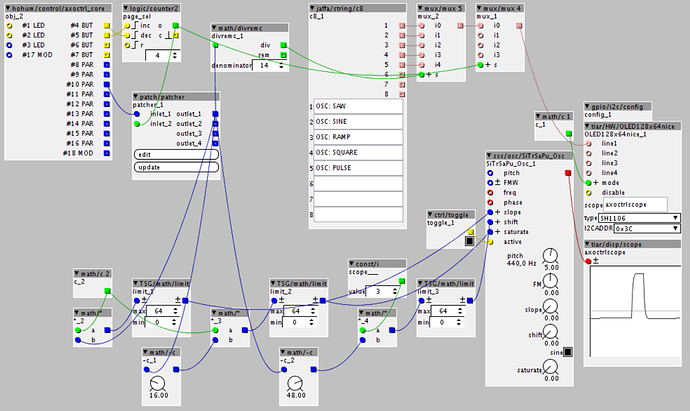 hohum/control/axoctrl_core
obj_2
#1 LED #4 BUT
#2 LED #5 BUT
#3 LED #6 BUT
#17 MOD #7 BUT
#8 PAR
#9 PAR
#10 PAR
#11 PAR
#12 PAR
#13 PAR
#14 PAR
#15 PAR
#16 PAR
#18 MOD
logic/counter2
page_sel
inc o
dec c
r
4
math/divremc
divremc_1
div
rem
denominator 14
patch/patcher
patcher_1
inlet_1 outlet_1
inlet_2 outlet_2
outlet_3
outlet_4
edit
update
jaffa/string/c8
c8_1
1
2
3
4
5
6
7
8
1 OSC: SAW
2 OSC: SINE
3 OSC: RAMP
4 OSC: SQUARE
5 OSC: PULSE
6
7
8
mux/mux 5
mux_2
i0 o
i1
i2
i3
i4
s
mux/mux 4
mux_1
i0 o
i1
i2
i3
s
math/c 1
c_1
gpio/i2c/config
config_1
tiar/HW/OLED128x64nice
OLED128x64nice_1
line1
line2
line3
line4
+ mode
disable
scope axoctrlscope
type SH1106
I2CADDR 0x3C
tiar/disp/scope
axoctrlscope
±
sss/osc/SiTrSaPu_Osc
SiTrSaPu_Osc_1
pitch
± FMW
freq
phase
+ slope
+ shift
+ saturate
active
pitch
440,0 Hz
5.00
FM
0.00
slope
0.00
shift
0.00
sine
saturate
0.00
ctrl/toggle
toggle_1
const/i
scope__
value 3
math/c 2
c_2
math/*
*_2
a
b
TSG/math/limit
limit_1
± ±
max 64
min 0
math/*
*_3
a
b
TSG/math/limit
limit_2
± ±
max 64
min 0
math/*
*_4
a
b
TSG/math/limit
limit_3
± ±
max 64
min 0
math/-c
-c_1
16.00
math/-c
-c_2
48.00